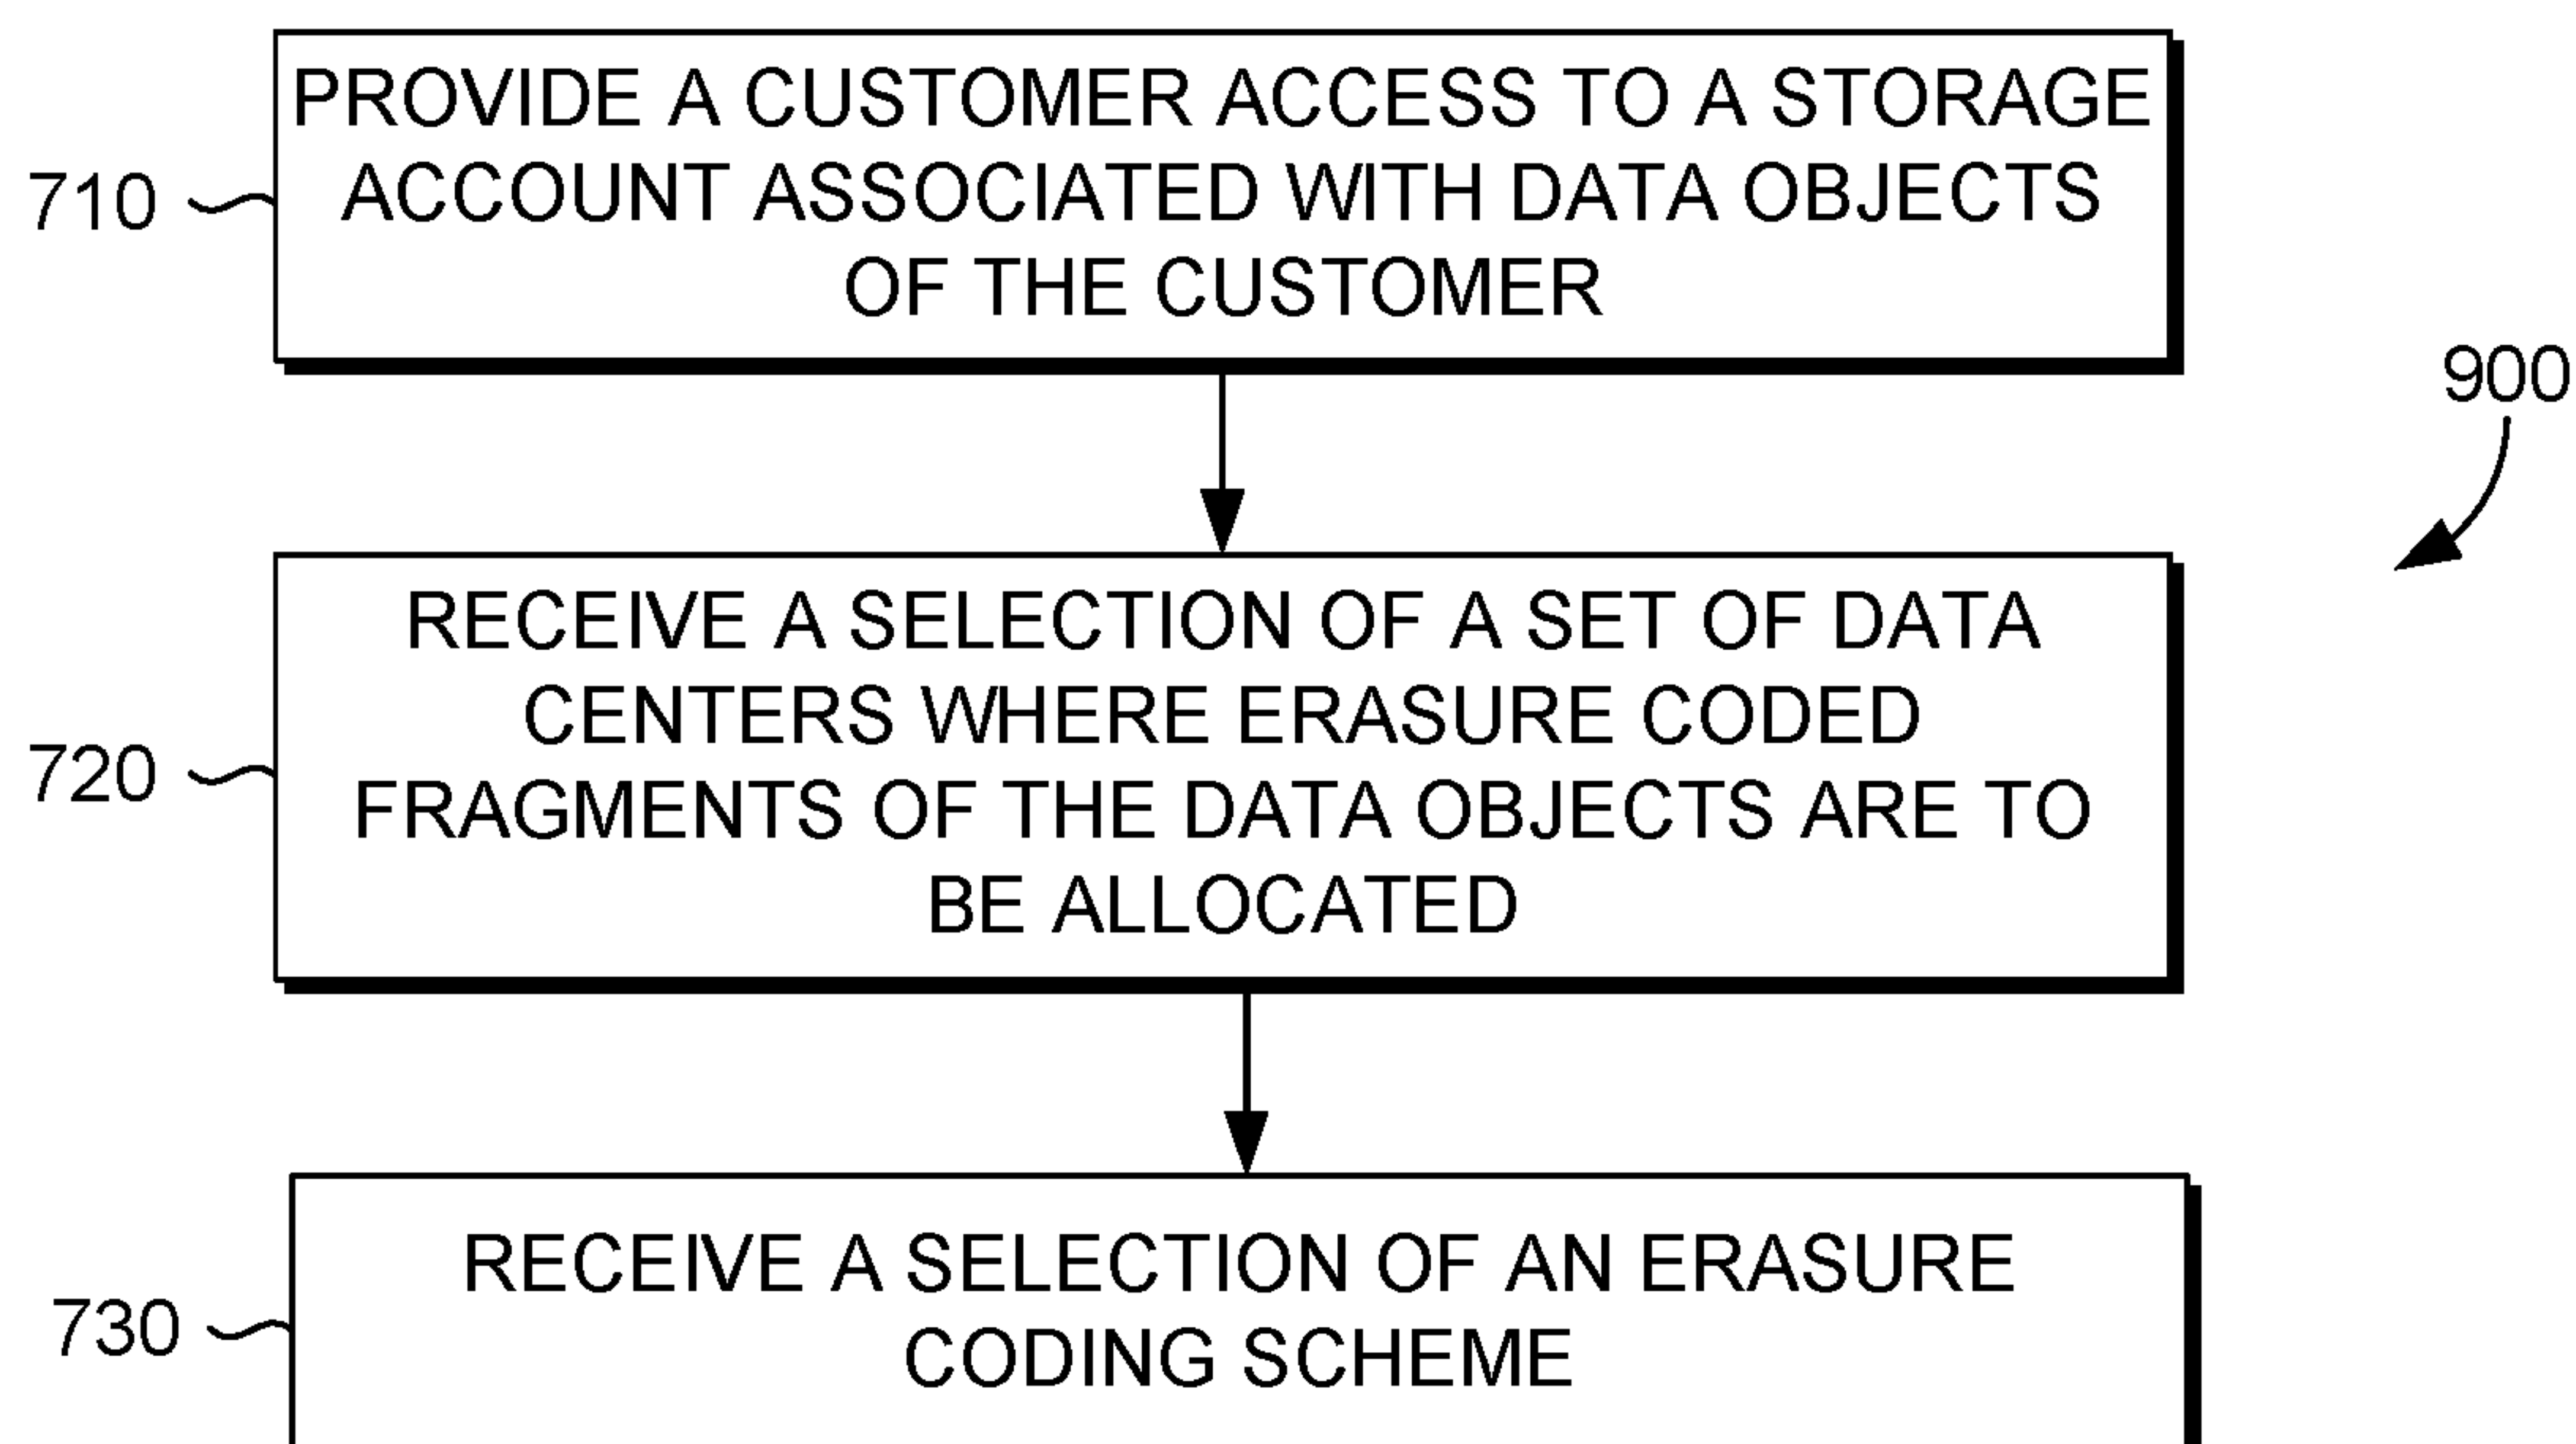 PROVIDE A CUSTOMER ACCESS TO A STORAGE
ACCOUNT ASSOCIATED WITH DATA OBJECTS
OF THE CUSTOMER
710
900
RECEIVE A SELECTION OF A SET OF DATA
CENTERS WHERE ERASURE CODED
FRAGMENTS OF THE DATA OBJECTS ARE TO
BE ALLOCATED
720
RECEIVE A SELECTION OF AN ERASURE
CODING SCHEME
730